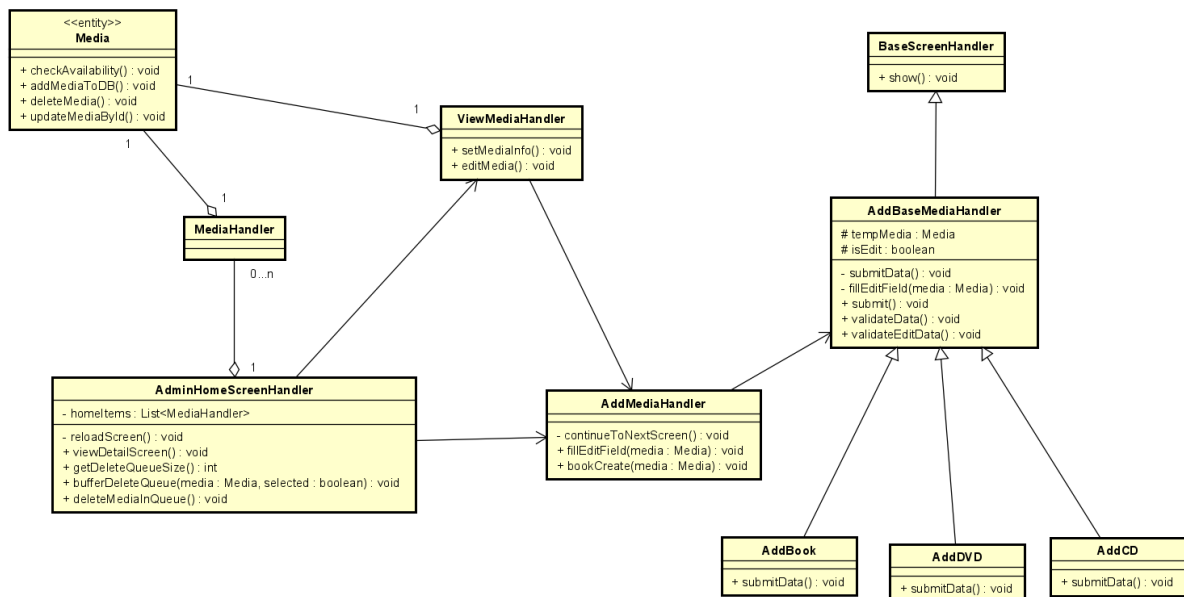 <<entity>>
Media
+ checkAvailability() : void
+ addMediaToDB() : void
+ deleteMedia() : void
+ updateMediaById() : void
1
1
1
1
ViewMediaHandler
+ setMediaInfo() : void
+ editMedia() : void
MediaHandler
0...n
1
AdminHomeScreenHandler
- homeItems : List<MediaHandler>
- reloadScreen() : void
+ viewDetailScreen() : void
+ getDeleteQueueSize() : int
+ bufferDeleteQueue(media : Media, selected : boolean) : void
+ deleteMediaInQueue() : void
AddMediaHandler
- continueToNextScreen() : void
+ fillEditField(media : Media) : void
+ bookCreate(media : Media) : void
BaseScreenHandler
+ show() : void
AddBaseMediaHandler
# tempMedia : Media
# isEdit : boolean
- submitData() : void
- fillEditField(media : Media) : void
+ submit() : void
+ validateData() : void
+ validateEditData() : void
AddBook
+ submitData() : void
AddDVD
+ submitData() : void
AddCD
+ submitData() : void